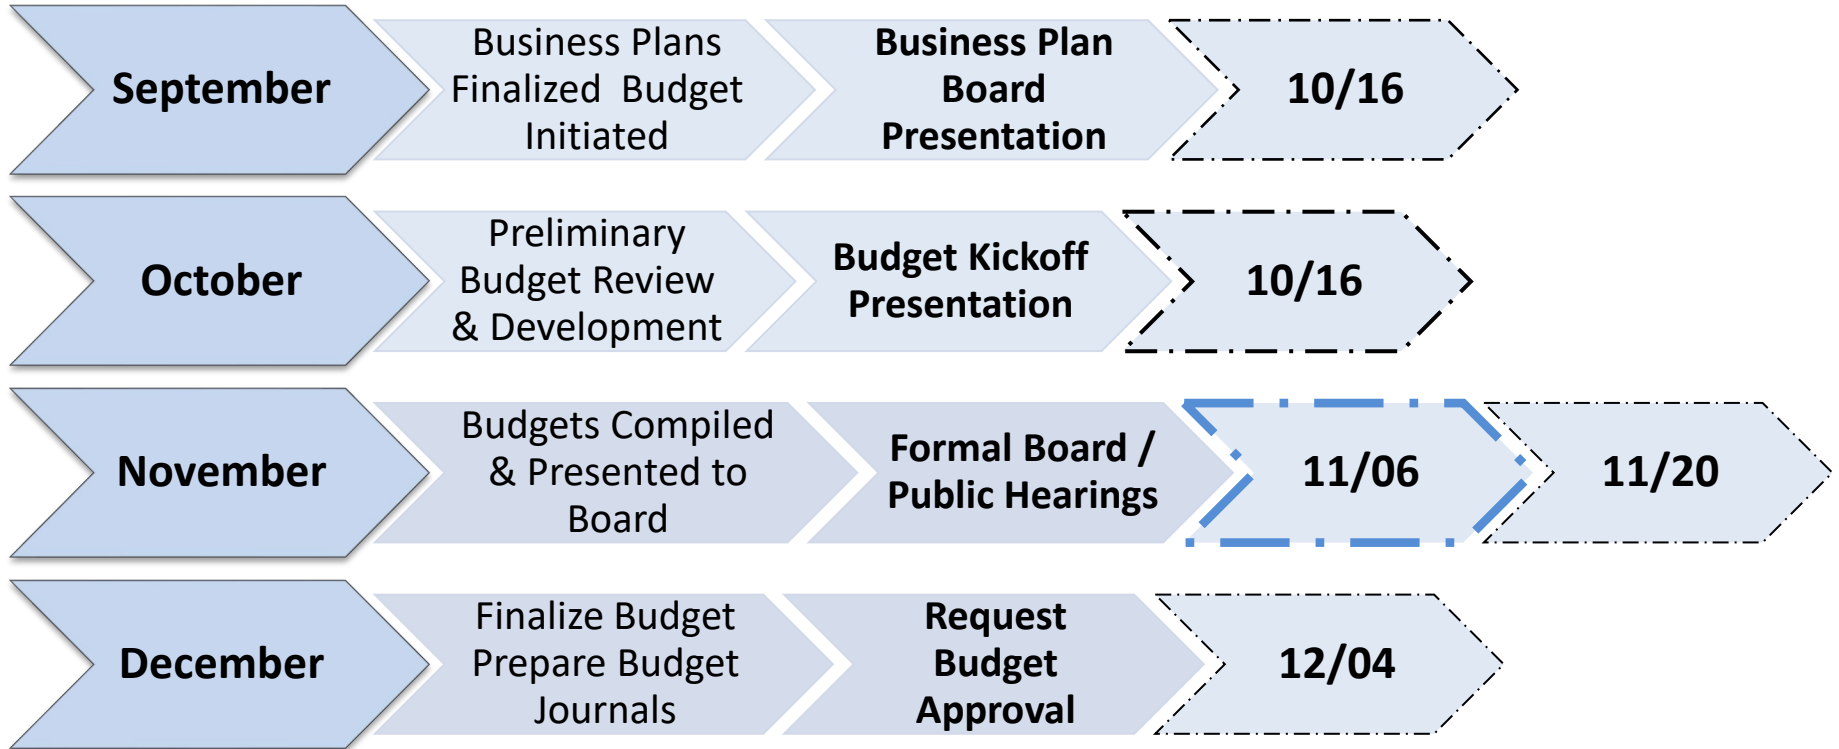 September
Business Plans
Finalized  Budget
Initiated
Business Plan
Board
Presentation
10/16
October
Preliminary
Budget Review
& Development
Budget Kickoff
Presentation
10/16
November
Budgets Compiled
& Presented to
Board
Formal Board /
Public Hearings
11/06
11/20
December
Finalize Budget
Prepare Budget
Journals
Request
Budget
Approval
12/04